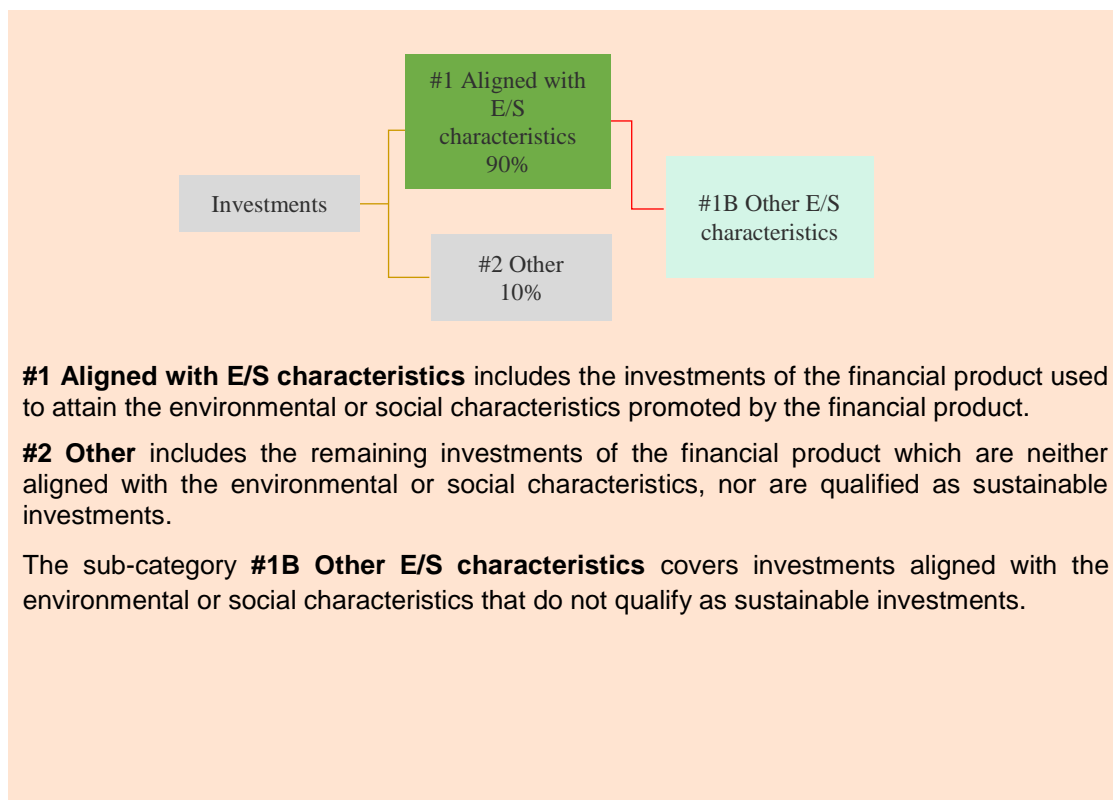 #1 Aligned with
E/S
characteristics
90%
Investments
#1B Other E/S
characteristics
#2 Other
10%
#1 Aligned with E/S characteristics includes the investments of the financial product used
to attain the environmental or social characteristics promoted by the financial product.
#2 Other includes the remaining investments of the financial product which are neither
aligned with the environmental or social characteristics, nor are qualified as sustainable
investments.
The sub-category #1B Other E/S characteristics covers investments aligned with the
environmental or social characteristics that do not qualify as sustainable investments.